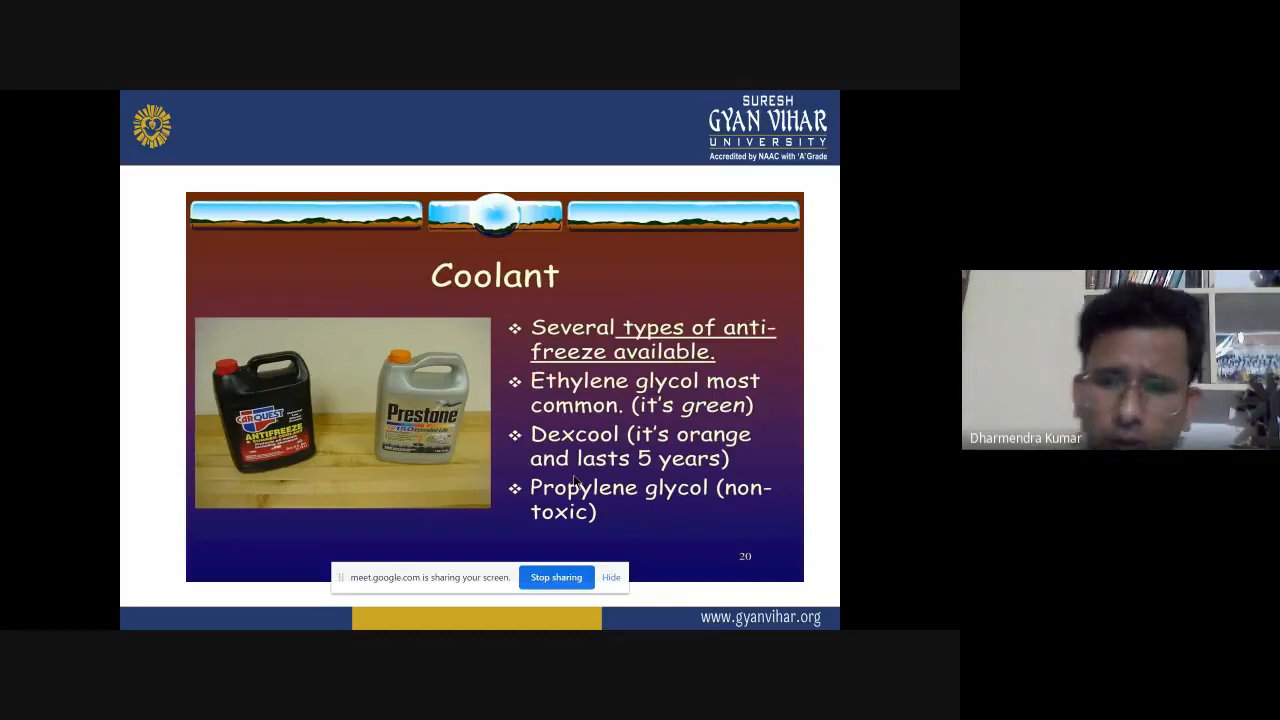 SURESH
GYAN VIHAR
UNIVERSITY
Accredited by NAAC with 'A' Grade
Coolant
❖ Several types of anti-
freeze available.
❖ Ethylene glycol most
common. (it's green)
❖ Dexcool (it's orange
and lasts 5 years)
❖ Propylene glycol (non-
toxic)
CARQUEST
ANTIFREEZE
Prestone
150
20
meet.google.com is sharing your screen.
Stop sharing
Hide
www.gyanvihar.org
Dharmendra Kumar